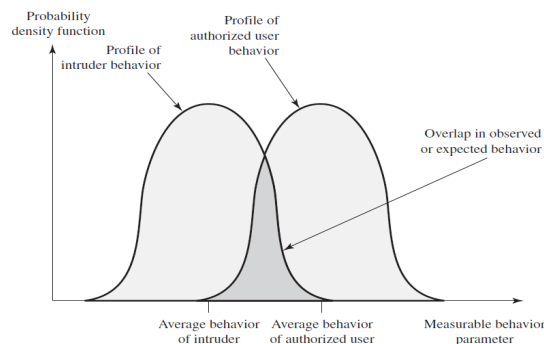 Probability
density function
Profile of
intruder behavior
Profile of
authorized user
behavior
Overlap in observed
or expected behavior
Average behavior
of intruder
Average behavior
of authorized user
Measurable behavior
parameter